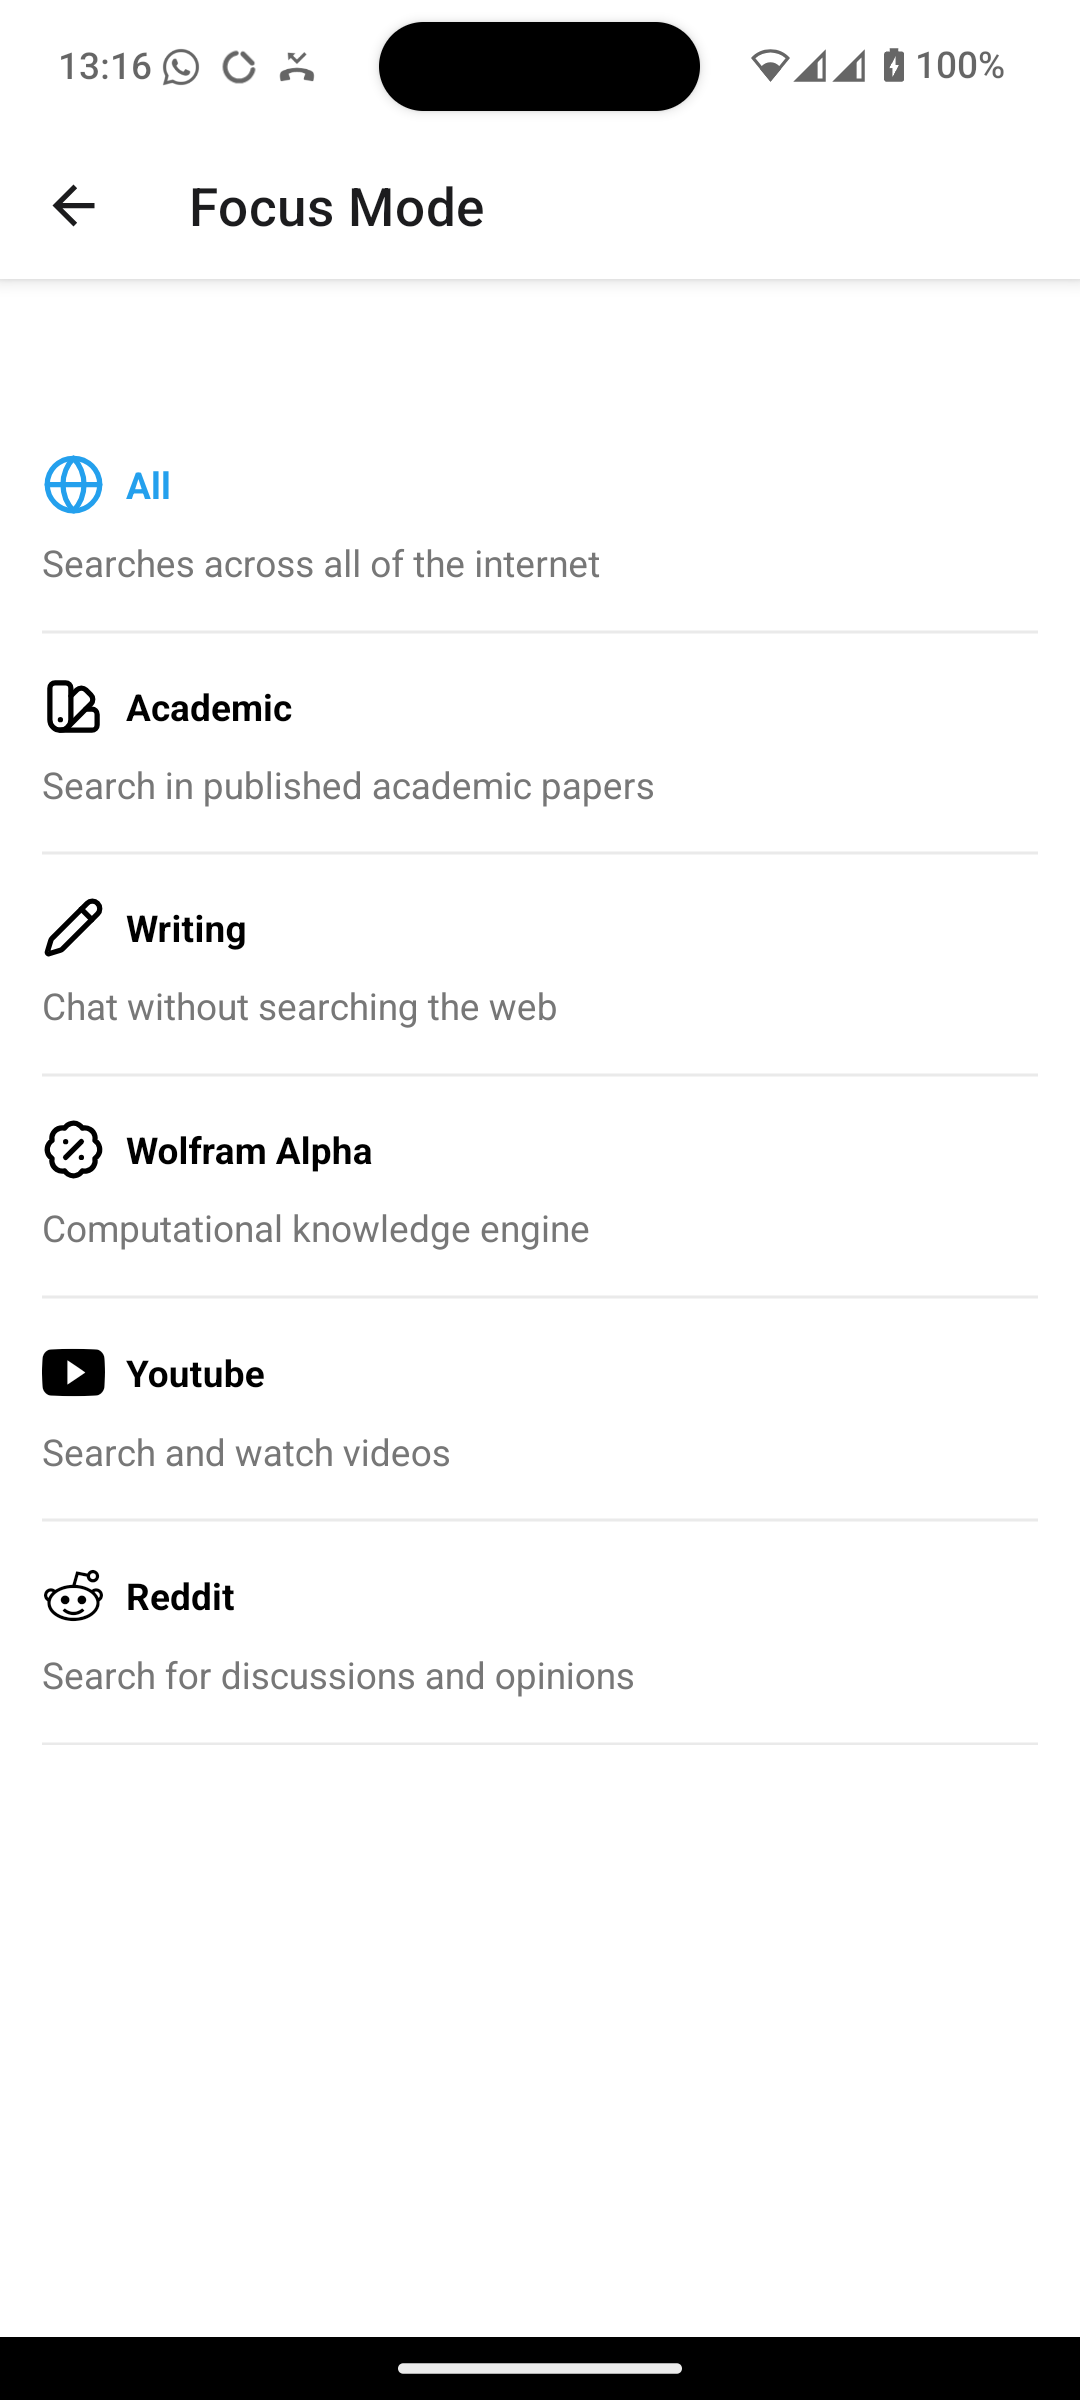 13:16
100%
Focus Mode
All
Searches across all of the internet
Academic
Search in published academic papers
Writing
Chat without searching the web
Wolfram Alpha
Computational knowledge engine
Youtube
Search and watch videos
Reddit
Search for discussions and opinions